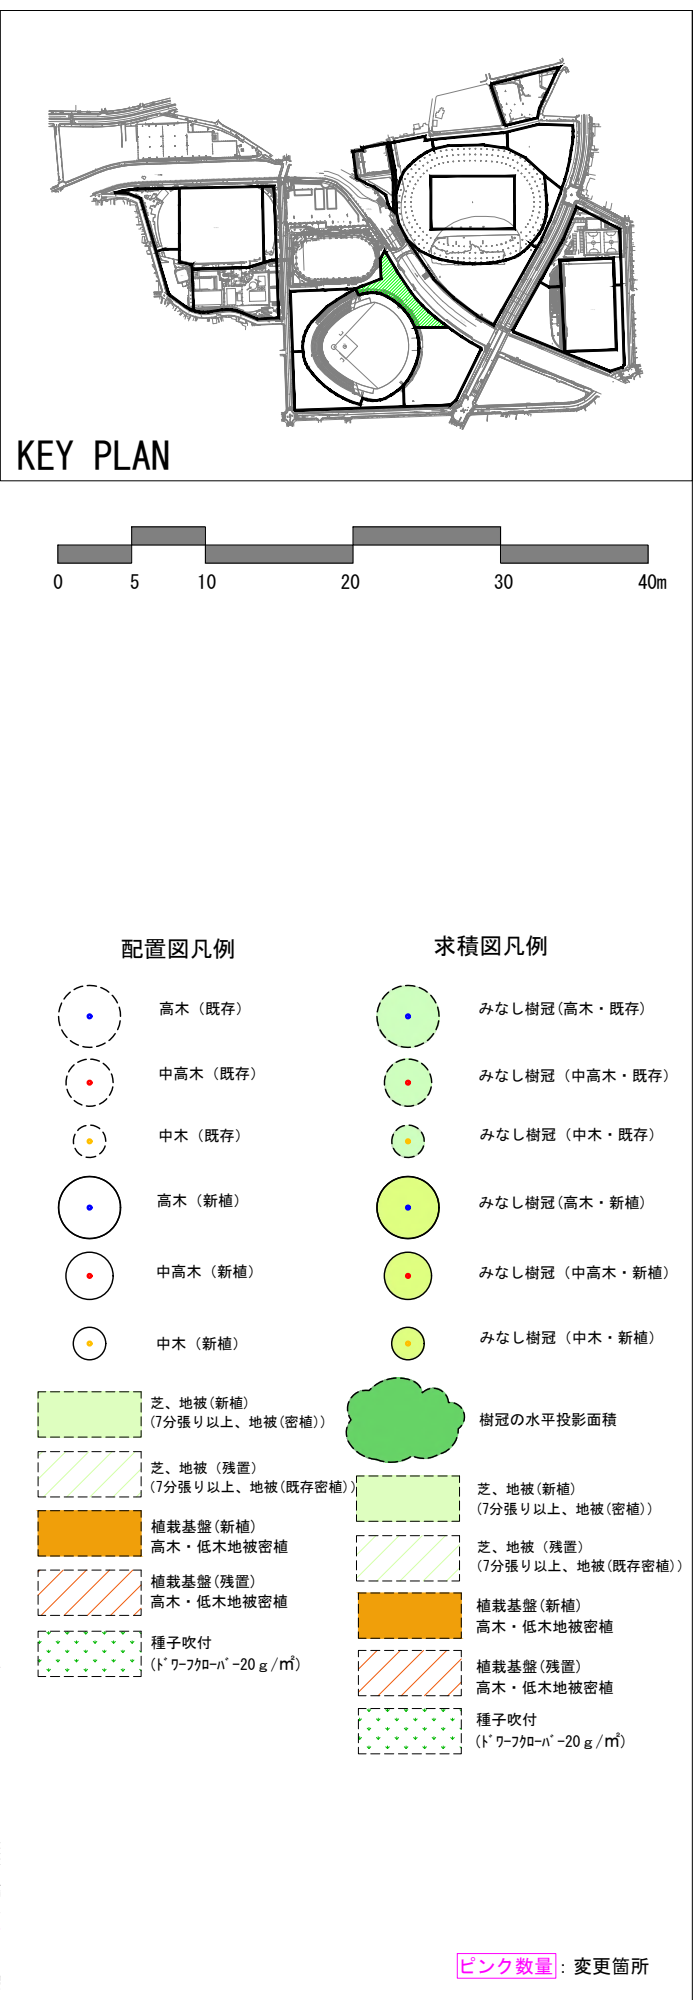 KEY PLAN
0 5 10 20 30 40m
配置図凡例
高木（既存）
中高木（既存）
中木（既存）
高木（新植）
中高木（新植）
中木（新植）
芝、地被(新植)
(7分張り以上、地被(密植))
芝、地被（残置）
(7分張り以上、地被(既存密植))
植栽基盤(新植)
高木・低木地被密植
植栽基盤(残置)
高木・低木地被密植
種子吹付
(ﾄﾞﾜｰﾌｸﾛｰﾊﾞｰ20ｇ/㎡)
求積図凡例
みなし樹冠(高木・既存)
みなし樹冠（中高木・既存)
みなし樹冠（中木・既存)
みなし樹冠(高木・新植)
みなし樹冠（中高木・新植)
みなし樹冠（中木・新植)
樹冠の水平投影面積
芝、地被(新植)
(7分張り以上、地被(密植))
芝、地被（残置)
(7分張り以上、地被(既存密植))
植栽基盤(新植)
高木・低木地被密植
植栽基盤(残置)
高木・低木地被密植
種子吹付
(ﾄﾞﾜｰﾌｸﾛｰﾊﾞｰ20ｇ/㎡)
ピンク数量：変更箇所